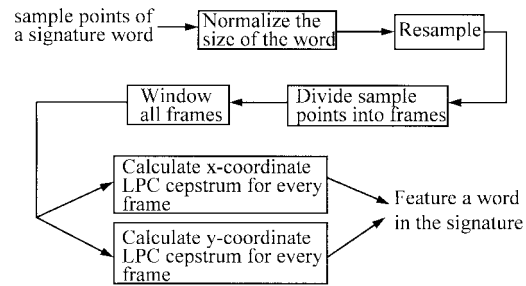 sample points of
a signature word
Normalize the
size of the word
Resample
Divide sample
points into frames
Window
all frames
Calculate x-coordinate
LPC cepstrum for every
frame
Calculate y-coordinate
LPC cepstrum for every
frame
Feature a word
in the signature